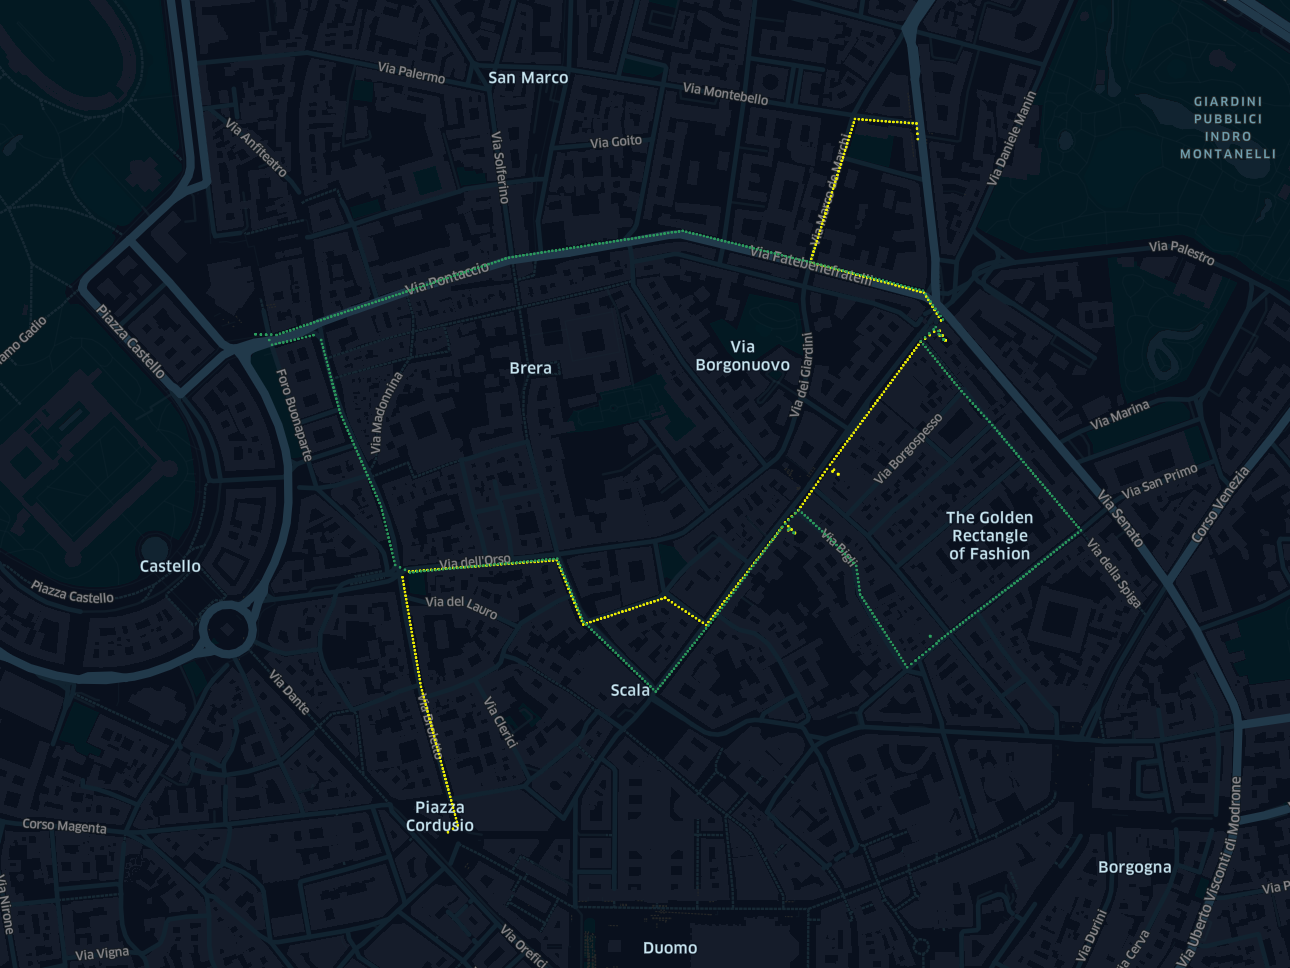 Via Palermo
San Marco
Via Montebello
Via Anfiteatro
Via Solferino
Via Goito
Via Marco de Marchi
Via Daniele Manin
GIARDINI
PUBBLICI
INDRO
MONTANELLI
Via Palestro
Via Fatebenefratelli
Via Pontaccio
Piazza Castello
amo Gadio
Foro Buonaparte
Via Madonnina
Brera
Via
Borgonuovo
Via dei Giardini
Via Borgospesso
Via Marina
Via San Primo
Corso Venezia
Via Senato
The Golden
Rectangle
of Fashion
Via Bigli
Via della Spiga
Castello
Piazza Castello
Via dell'Orso
Via del Lauro
Via Dante
Via Clerici
Scala
Piazza
Cordusio
Corso Magenta
Via Nirone
Via Vigna
Via Orefici
Duomo
Borgogna
Via Durini
ia Cerva
Via Uberto Visconti di Modrone
Via P